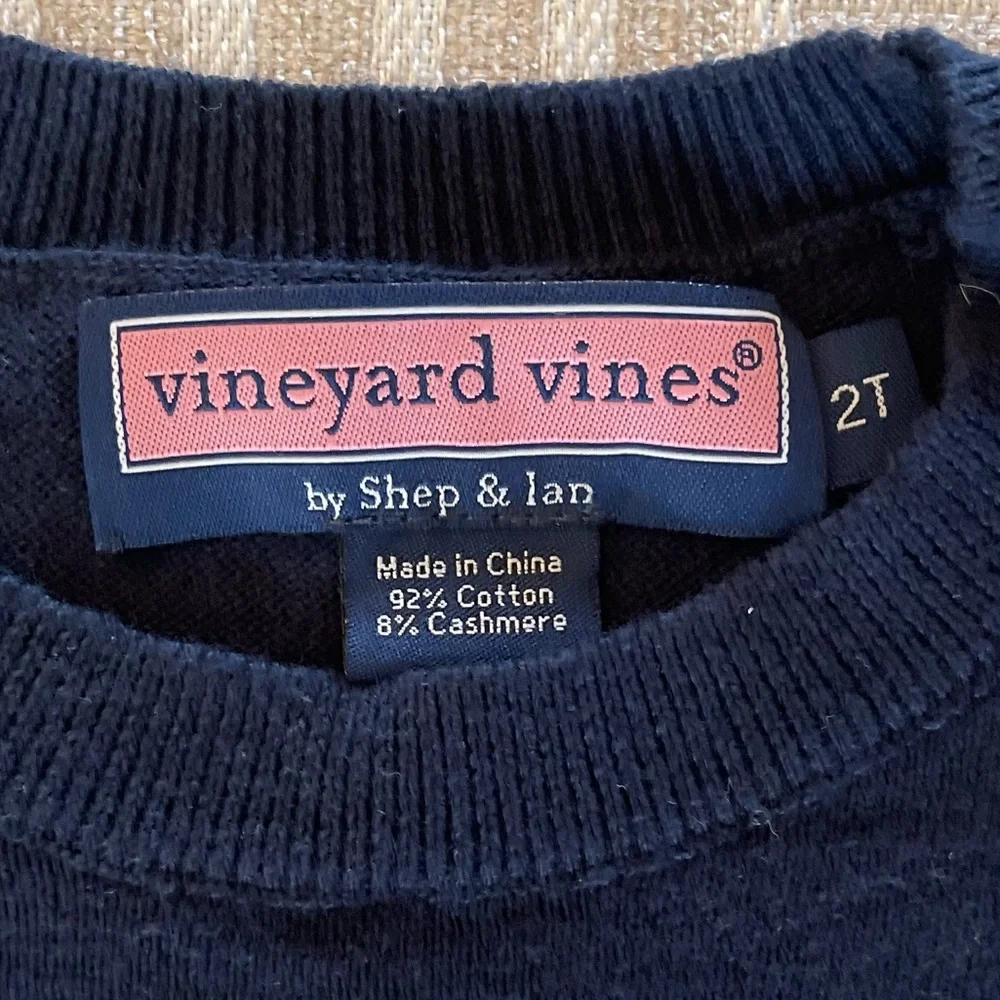 vineyard vines®
2T
by Shep & Ian
Made in China
92% Cotton
8% Cashmere